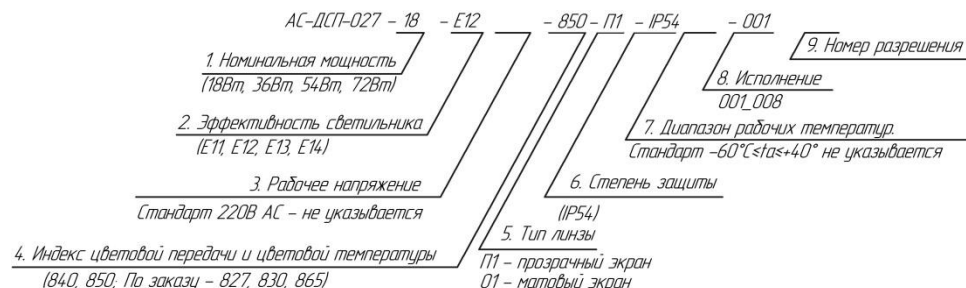 АС-ДСП-027 - 18 - Е12 - 850 - П1 - IP54 - 001
1. Номинальная мощность
(18Вт, 36Вт, 54Вт, 72Вт)
2. Эффективность светильника
(Е11, Е12, Е13, Е14)
3. Рабочее напряжение
Стандарт 220В АС - не указывается
4. Индекс цветовой передачи и цветовой температуры
(840, 850; По заказу - 827, 830, 865)
5. Тип линзы
П1 - прозрачный экран
О1 - матовый экран
6. Степень защиты
(IP54)
7. Диапазон рабочих температур.
Стандарт -60°С≤ta≤+40° не указывается
8. Исполнение
001_008
9. Номер разрешения